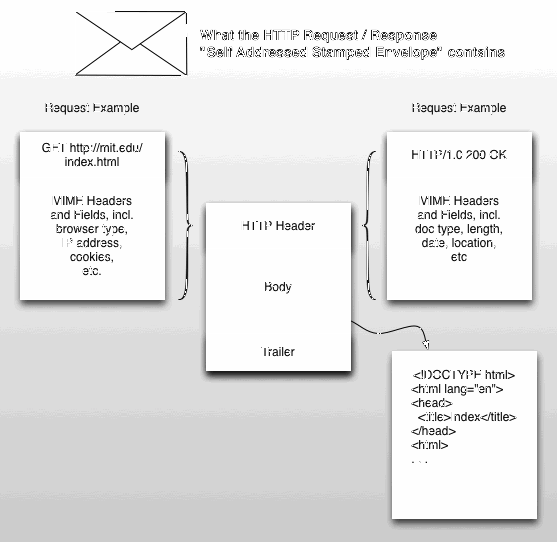 What the HTTP Request / Response
"Self Addressed Stamped Envelope" contains
Request Example
Request Example
GET http://mit.edu/
index.html
MIME Headers
and Fields, incl.
browser type,
IP address,
cookies,
etc.
HTTP Header
Body
Trailer
HTTP/1.0 200 OK
MIME Headers
and Fields, incl.
doc type, length,
date, location,
etc
<!DOCTYPE html>
<html lang="en">
<head>
<title>Index</title>
</head>
<html>
. . .